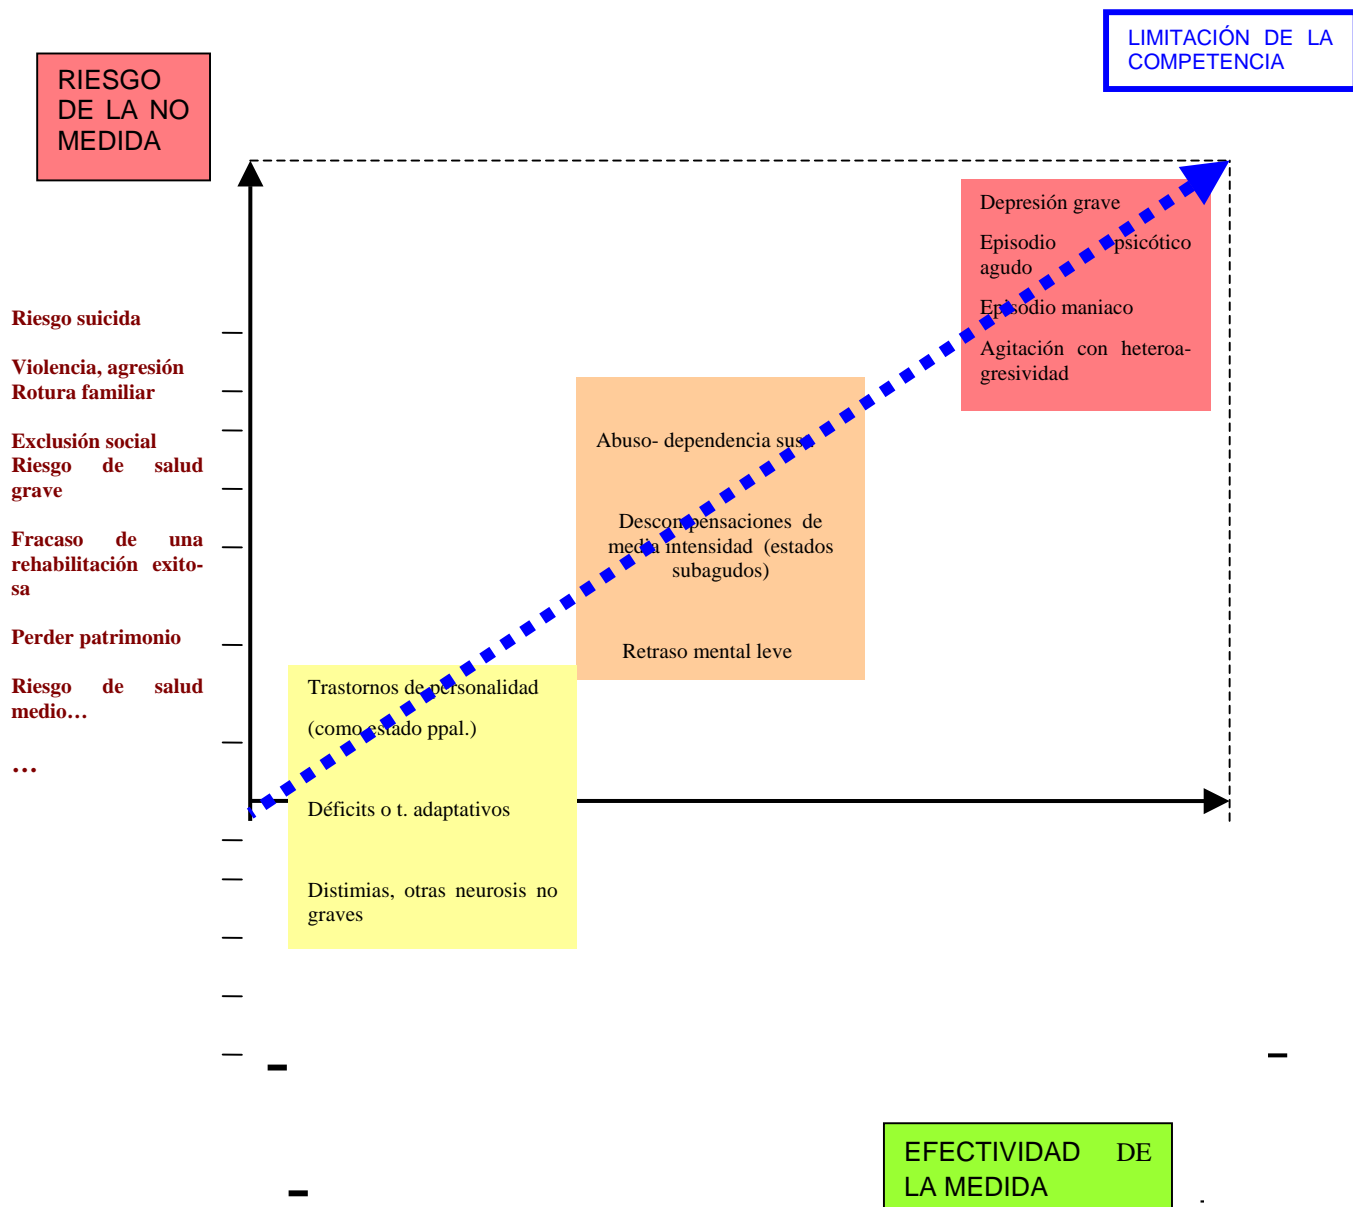 LIMITACIÓN DE LA
COMPETENCIA
RIESGO
DE LA NO
MEDIDA
Depresión grave
Episodio psicótico
agudo
Episodio maniaco
Agitación con heteroa-
gresividad
Riesgo suicida
Violencia, agresión
Rotura familiar
Exclusión social
Riesgo de salud
grave
Fracaso de una
rehabilitación exito-
sa
Perder patrimonio
Riesgo de salud
medio…
…
Abuso- dependencia
Descompensaciones de
media intensidad (estados
subagudos)
Retraso mental leve
Trastornos de personalidad
(como estado ppal.)
Déficits o t. adaptativos
Distimias, otras neurosis no
graves
EFECTIVIDAD DE
LA MEDIDA